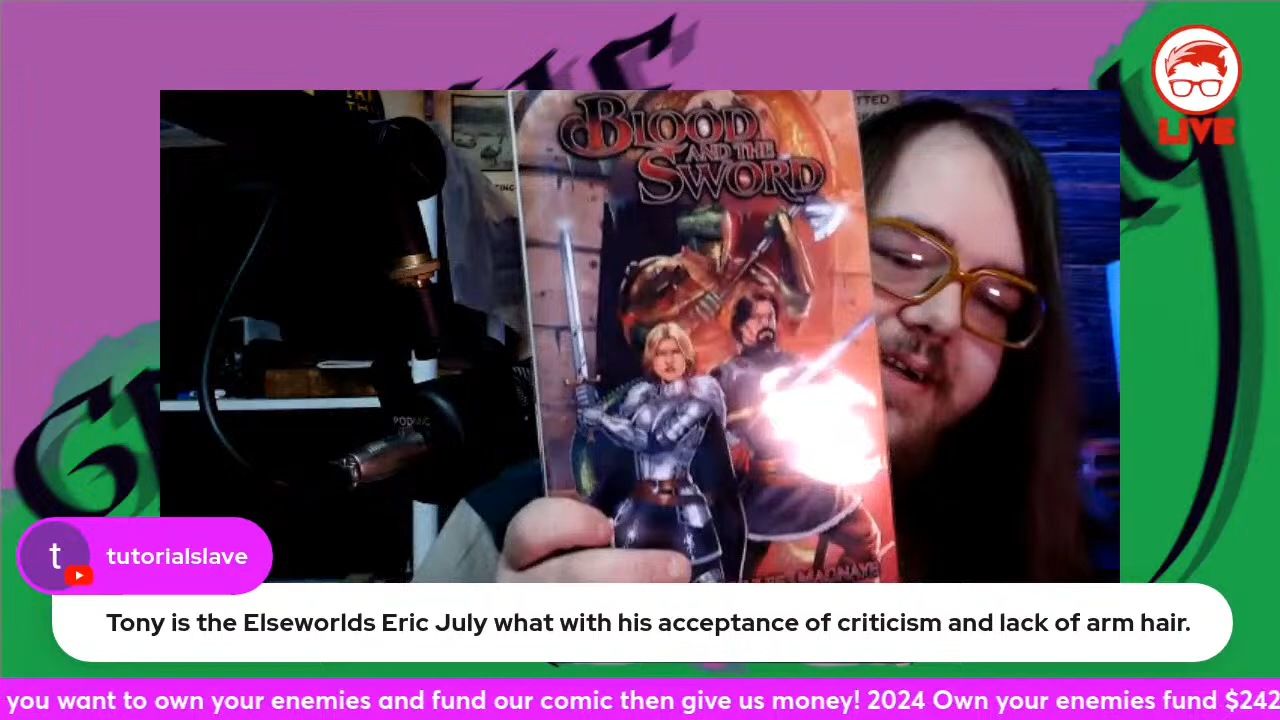 LIVE
BLOOD
AND THE
SWORD
tutorialslave
Tony is the Elseworlds Eric July what with his acceptance of criticism and lack of arm hair.
you want to own your enemies and fund our comic then give us money! 2024 Own your enemies fund $242